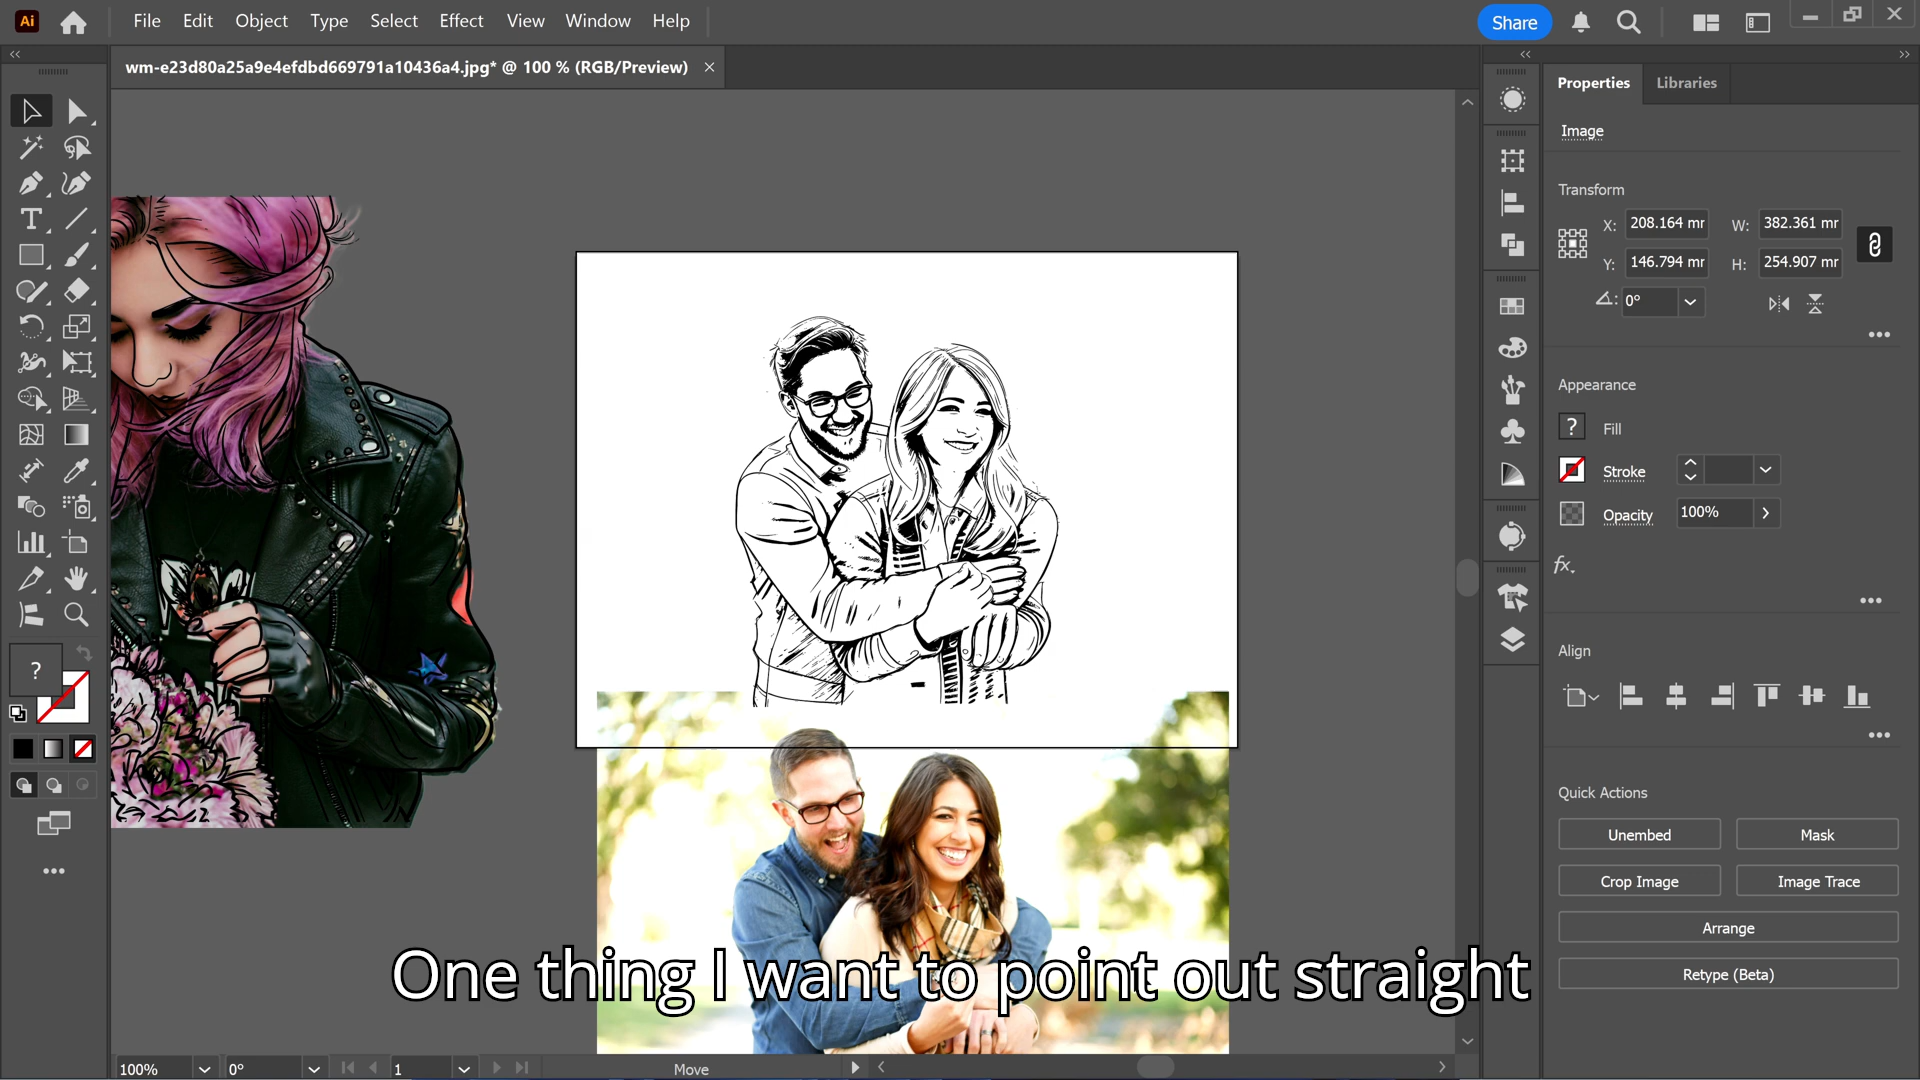 Ai
File Edit Object Type Select Effect View Window Help
Share
wm-e23d80a25a9e4efdbd669791a10436a4.jpg* @ 100 % (RGB/Preview)
Properties Libraries
Image
Transform
X: 208.164 mr W: 382.361 mr
Y: 146.794 mr H: 254.907 mr
0°
Appearance
? Fill
Stroke
Opacity 100%
fx.
Align
Quick Actions
Unembed Mask
Crop Image Image Trace
Arrange
Retype (Beta)
?
One thing I want to point out straight
100% 0° 1 Move